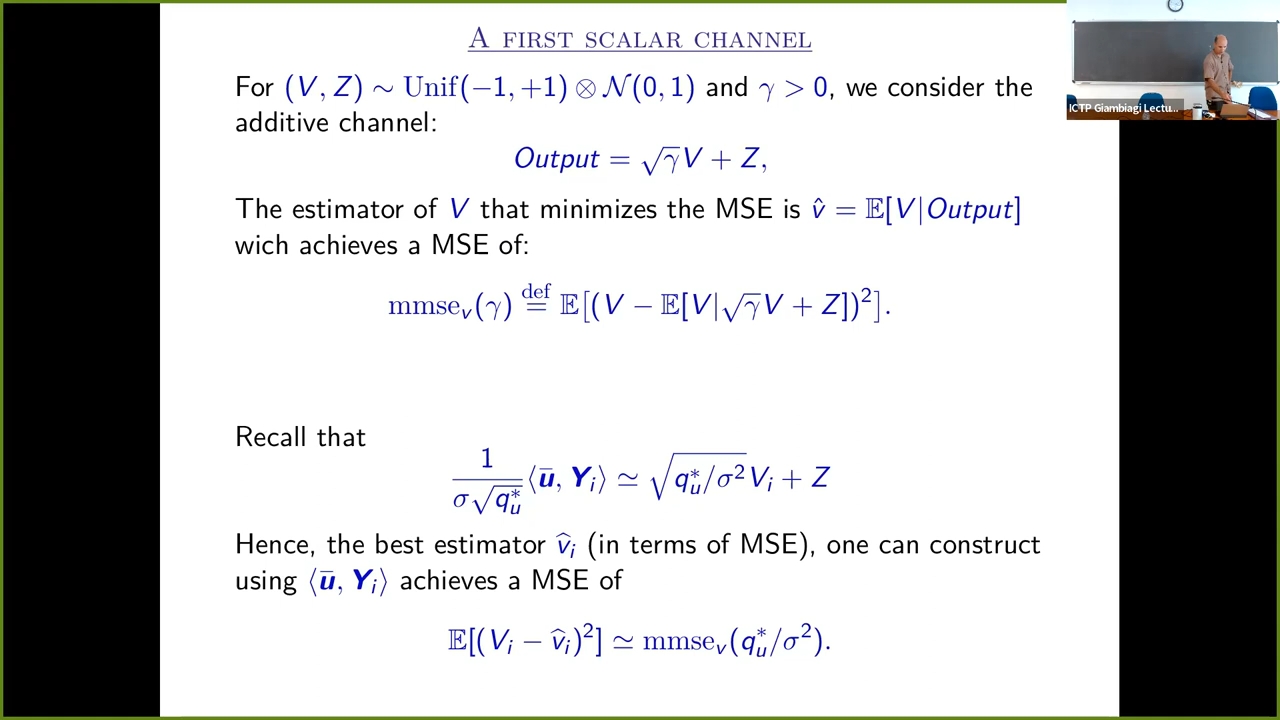 A FIRST SCALAR CHANNEL
For (V, Z) ∼ Unif(−1, +1) ⊗ 𝒩(0, 1) and γ > 0, we consider the
additive channel:
Output = √γ V + Z,
The estimator of V that minimizes the MSE is v̂ = 𝔼[V|Output]
wich achieves a MSE of:
mmse_v(γ) ≝ 𝔼[(V − 𝔼[V|√γ V + Z])²].
Recall that
1/(σ√q_u*) ⟨ū, Y_i⟩ ≃ √(q_u*/σ²) V_i + Z
Hence, the best estimator v̂_i (in terms of MSE), one can construct
using ⟨ū, Y_i⟩ achieves a MSE of
𝔼[(V_i − v̂_i)²] ≃ mmse_v(q_u*/σ²).
ICTP Giambiagi Lectu...